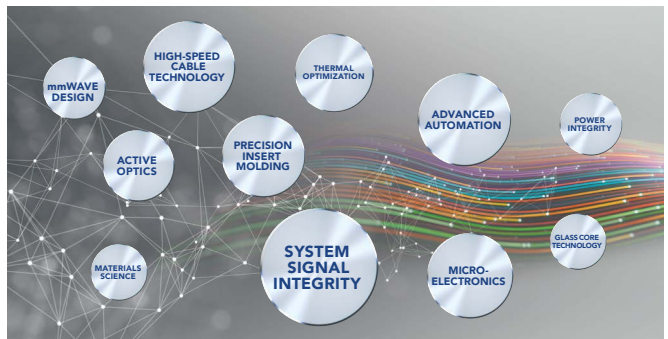 mmWAVE
DESIGN
HIGH-SPEED
CABLE
TECHNOLOGY
THERMAL
OPTIMIZATION
ADVANCED
AUTOMATION
POWER
INTEGRITY
ACTIVE
OPTICS
PRECISION
INSERT
MOLDING
MATERIALS
SCIENCE
SYSTEM
SIGNAL
INTEGRITY
MICRO-
ELECTRONICS
GLASS CORE
TECHNOLOGY